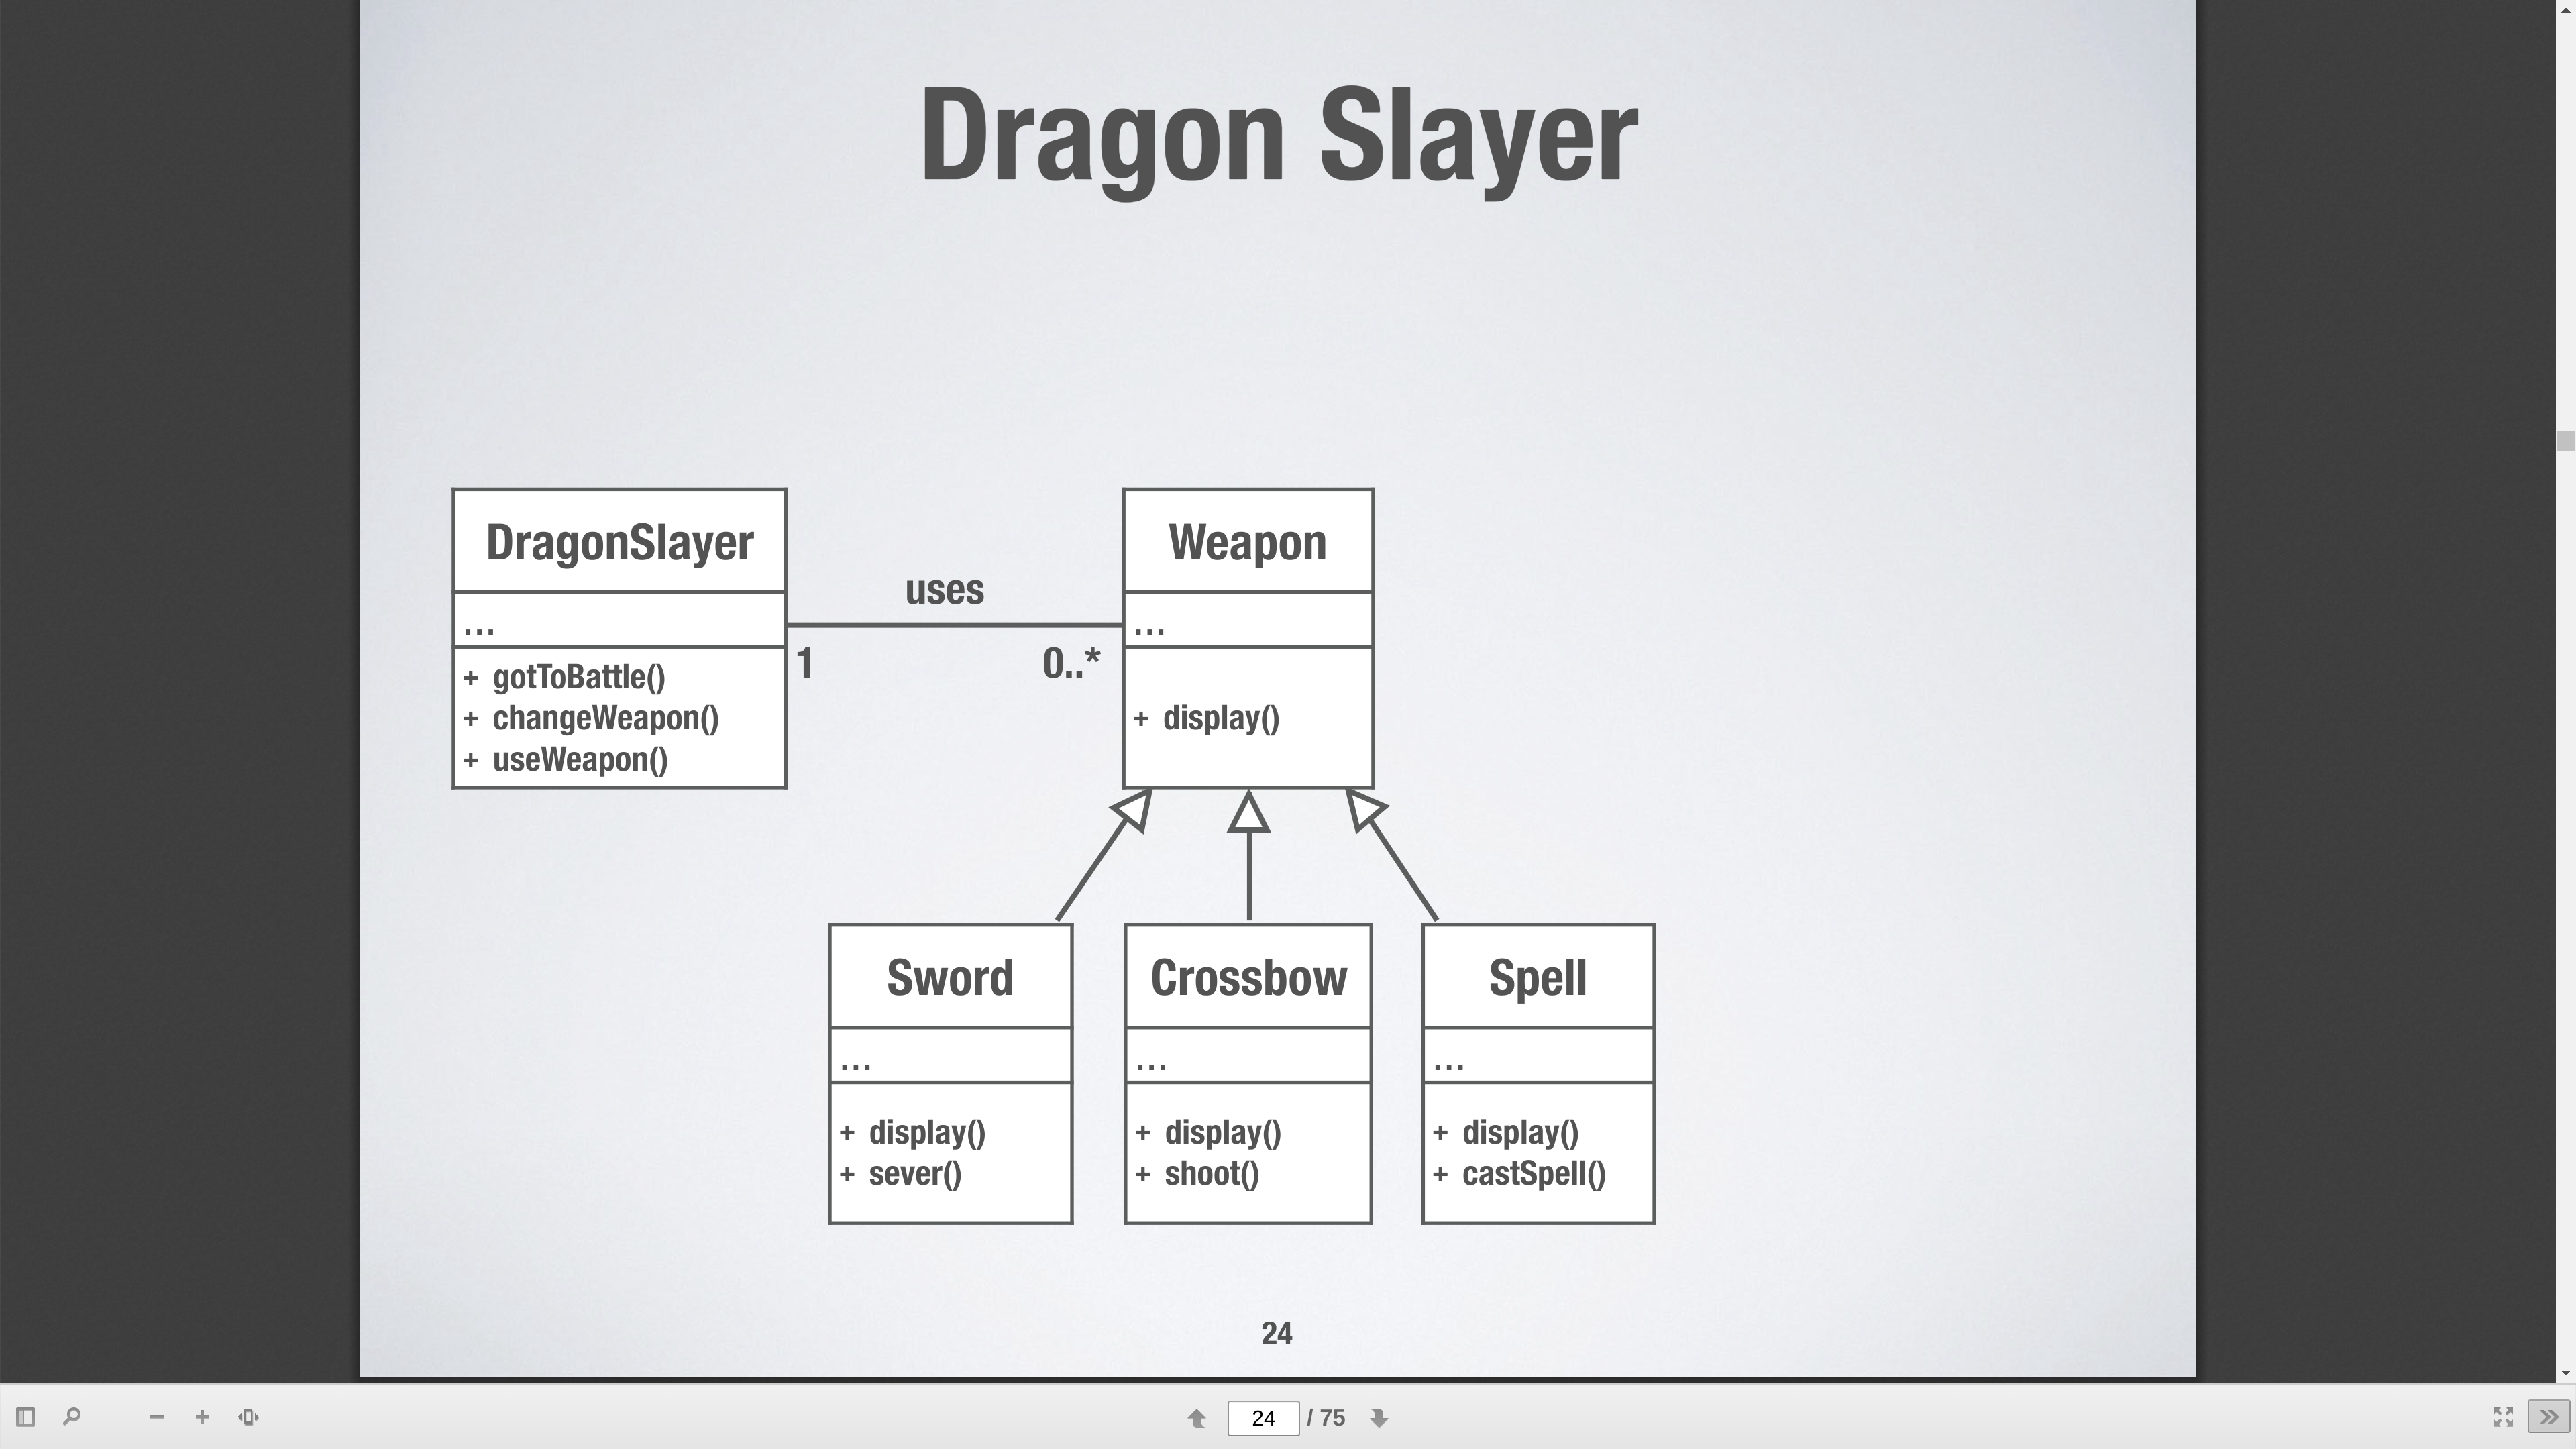 Dragon Slayer
DragonSlayer
...
+ gotToBattle()
+ changeWeapon()
+ useWeapon()
uses
1
0..*
Weapon
...
+ display()
Sword
...
+ display()
+ sever()
Crossbow
...
+ display()
+ shoot()
Spell
...
+ display()
+ castSpell()
24
24 / 75